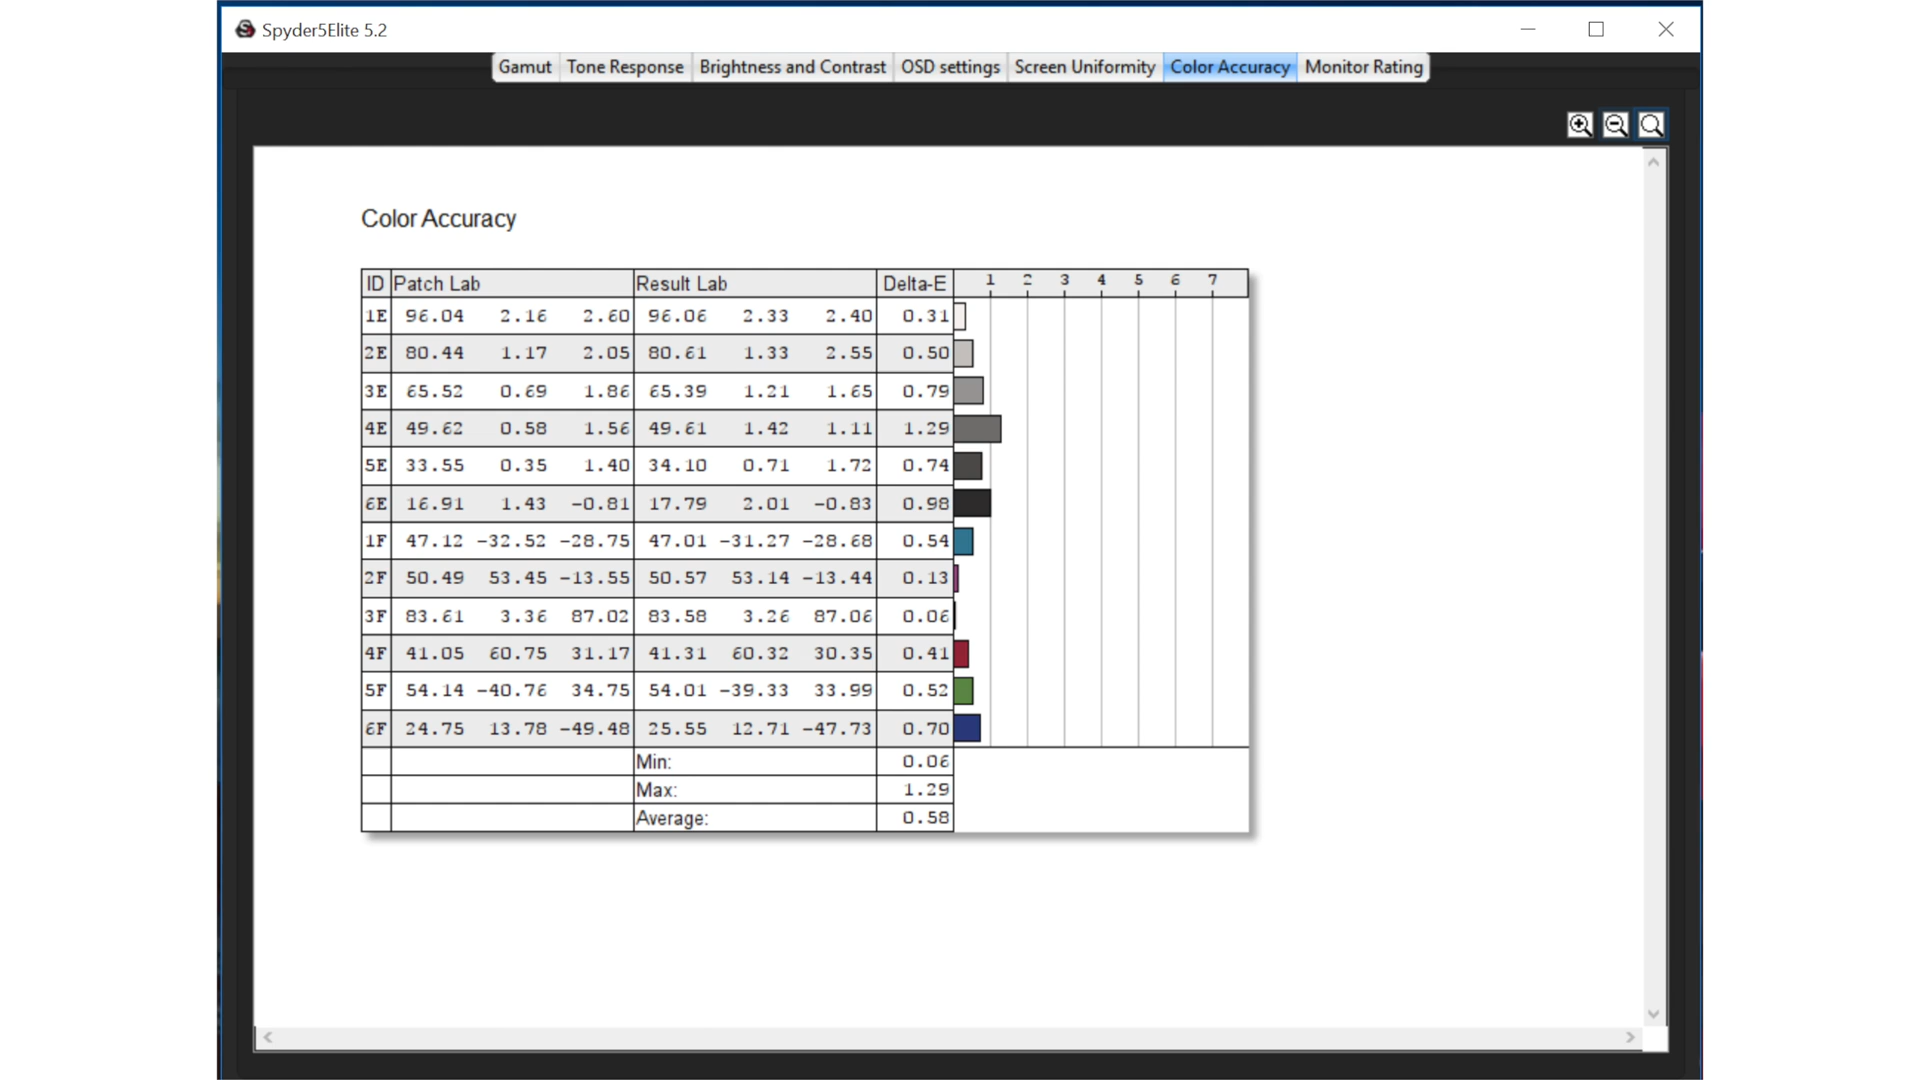 Spyder5Elite 5.2
Gamut Tone Response Brightness and Contrast OSD settings Screen Uniformity Color Accuracy Monitor Rating
Color Accuracy
ID Patch Lab Result Lab Delta-E 1 2 3 4 5 6 7
1E 96.04 2.16 2.60 96.06 2.33 2.40 0.31
2E 80.44 1.17 2.05 80.61 1.33 2.55 0.50
3E 65.52 0.69 1.86 65.39 1.21 1.65 0.79
4E 49.62 0.58 1.56 49.61 1.42 1.11 1.29
5E 33.55 0.35 1.40 34.10 0.71 1.72 0.74
6E 16.91 1.43 -0.81 17.79 2.01 -0.83 0.98
1F 47.12 -32.52 -28.75 47.01 -31.27 -28.68 0.54
2F 50.49 53.45 -13.55 50.57 53.14 -13.44 0.13
3F 83.61 3.36 87.02 83.58 3.26 87.06 0.06
4F 41.05 60.75 31.17 41.31 60.32 30.35 0.41
5F 54.14 -40.76 34.75 54.01 -39.33 33.99 0.52
6F 24.75 13.78 -49.48 25.55 12.71 -47.73 0.70
Min: 0.06
Max: 1.29
Average: 0.58